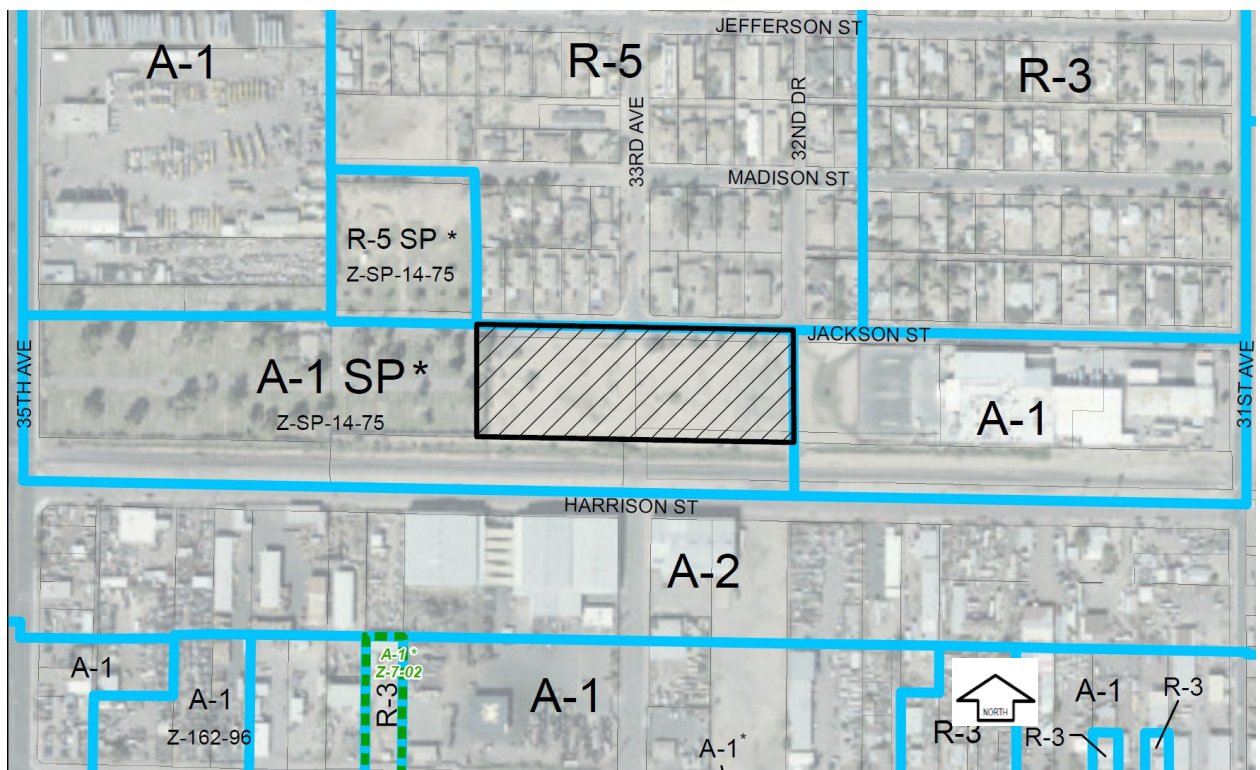 JEFFERSON ST
A-1
R-5
R-3
33RD AVE
32ND DR
MADISON ST
R-5 SP *
Z-SP-14-75
JACKSON ST
35TH AVE
A-1 SP *
Z-SP-14-75
A-1
31ST AVE
HARRISON ST
A-2
A-1
A-1 *
Z-7-02
R-3
A-1
Z-162-96
A-1
A-1*
NORTH
R-3
A-1
R-3
R-3